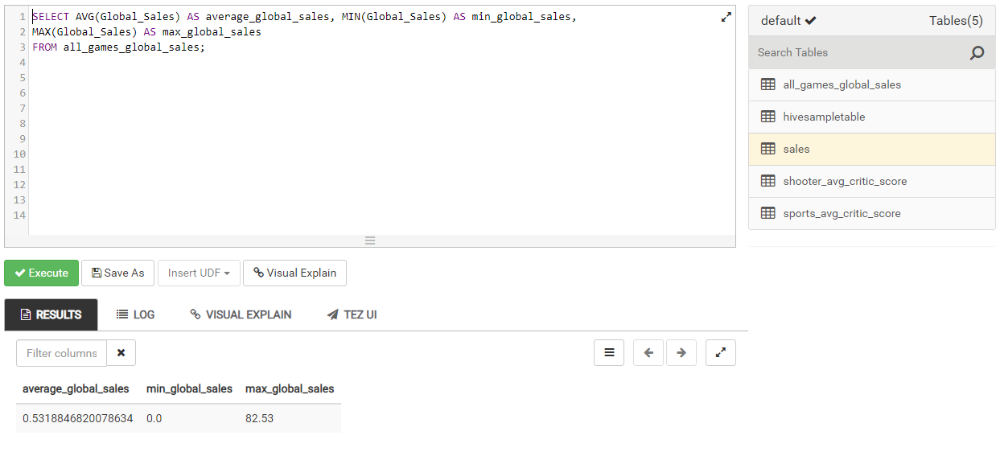 1 SELECT AVG(Global_Sales) AS average_global_sales, MIN(Global_Sales) AS min_global_sales,
2 MAX(Global_Sales) AS max_global_sales
3 FROM all_games_global_sales;
4
5
6
7
8
9
10
11
12
13
14
default Tables(5)
Search Tables
all_games_global_sales
hivesampletable
sales
shooter_avg_critic_score
sports_avg_critic_score
Execute Save As Insert UDF Visual Explain
RESULTS LOG VISUAL EXPLAIN TEZ UI
Filter columns
average_global_sales min_global_sales max_global_sales
0.5318846820078634 0.0 82.53